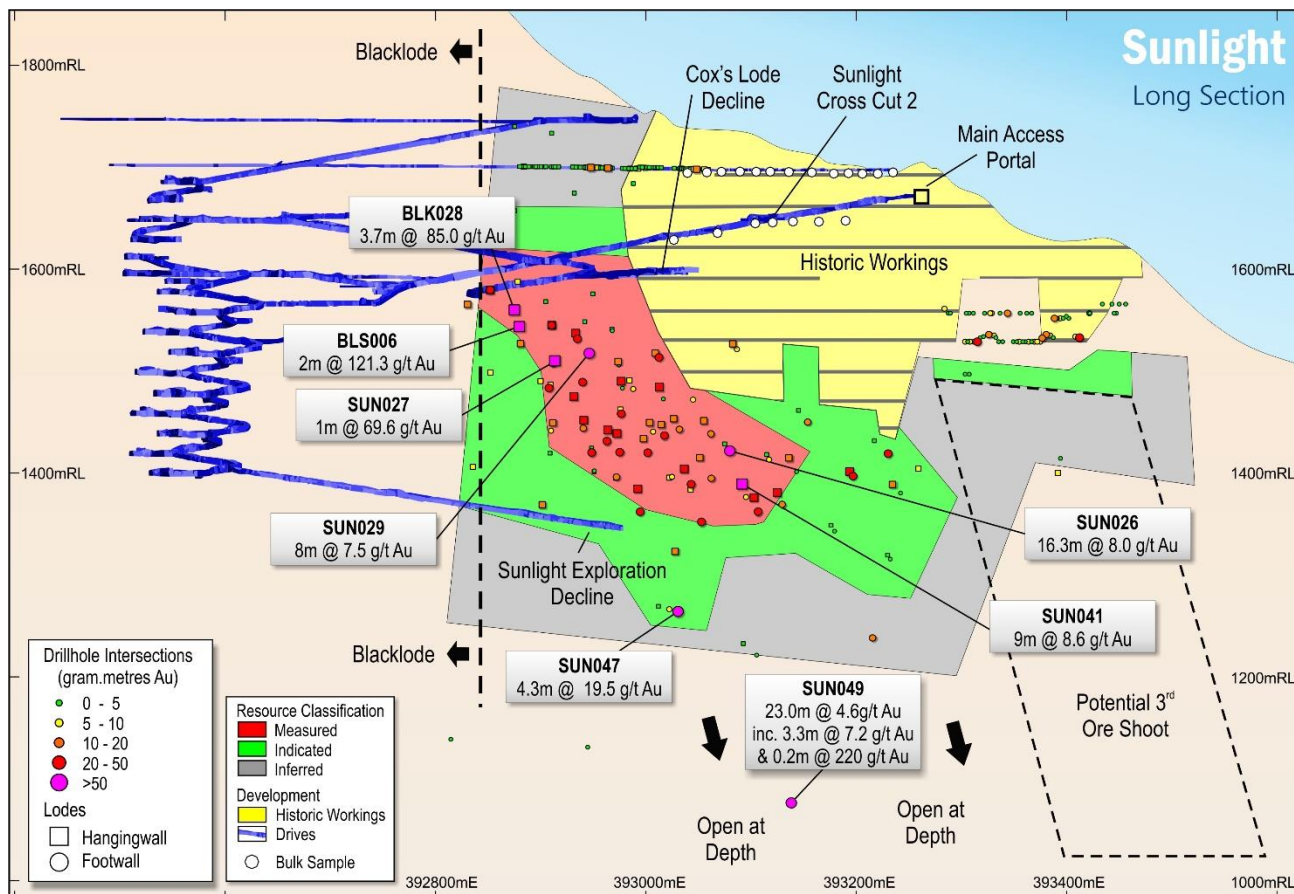 Sunlight
Long Section
1800mRL
Blacklode
Cox's Lode
Decline
Sunlight
Cross Cut 2
Main Access
Portal
BLK028
3.7m @ 85.0 g/t Au
1600mRL
Historic Workings
1600mRL
BLS006
2m @ 121.3 g/t Au
SUN027
1m @ 69.6 g/t Au
1400mRL
1400mRL
SUN029
8m @ 7.5 g/t Au
SUN026
16.3m @ 8.0 g/t Au
Sunlight Exploration
Decline
SUN041
9m @ 8.6 g/t Au
Blacklode
SUN047
4.3m @ 19.5 g/t Au
SUN049
23.0m @ 4.6g/t Au
inc. 3.3m @ 7.2 g/t Au
& 0.2m @ 220 g/t Au
1200mRL
Potential 3rd
Ore Shoot
Open at
Depth
Open at
Depth
Drillhole Intersections
(gram.metres Au)
0 - 5
5 - 10
10 - 20
20 - 50
>50
Lodes
Hangingwall
Footwall
Resource Classification
Measured
Indicated
Inferred
Development
Historic Workings
Drives
Bulk Sample
392800mE
393000mE
393200mE
393400mE
1000mRL